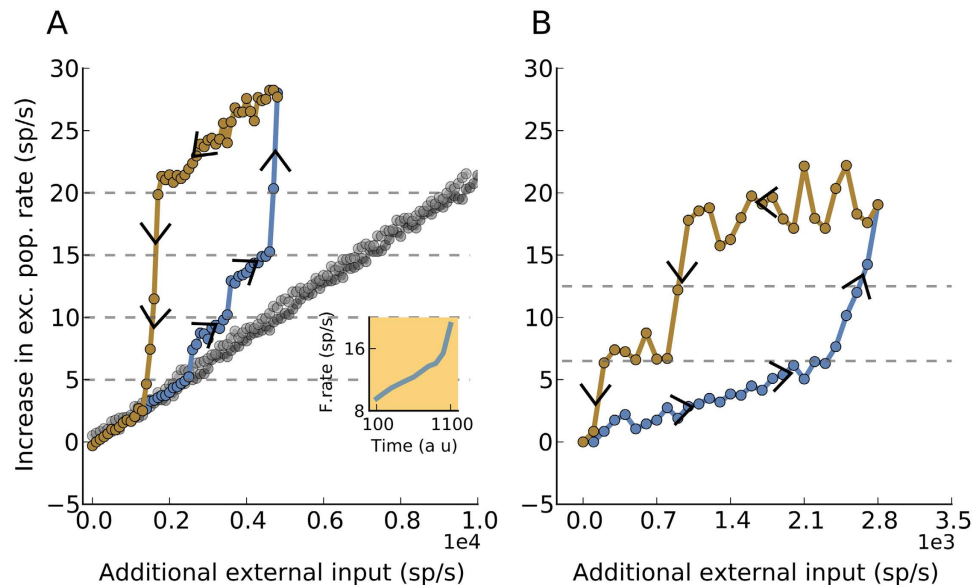 A
B
Increase in exc. pop. rate (sp/s)
30
25
20
15
10
5
0
−5
0.0 0.2 0.4 0.6 0.8 1.0
1e4
Additional external input (sp/s)
F.rate (sp/s)
16
8
100 1100
Time (a u)
30
25
20
15
10
5
0
−5
0.0 0.7 1.4 2.1 2.8 3.5
1e3
Additional external input (sp/s)